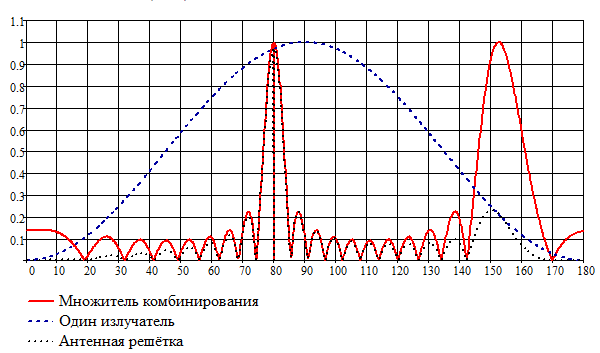 1.1
1
0.9
0.8
0.7
0.6
0.5
0.4
0.3
0.2
0.1
0 10 20 30 40 50 60 70 80 90 100 110 120 130 140 150 160 170 180
Множитель комбинирования
Один излучатель
Антенная решётка